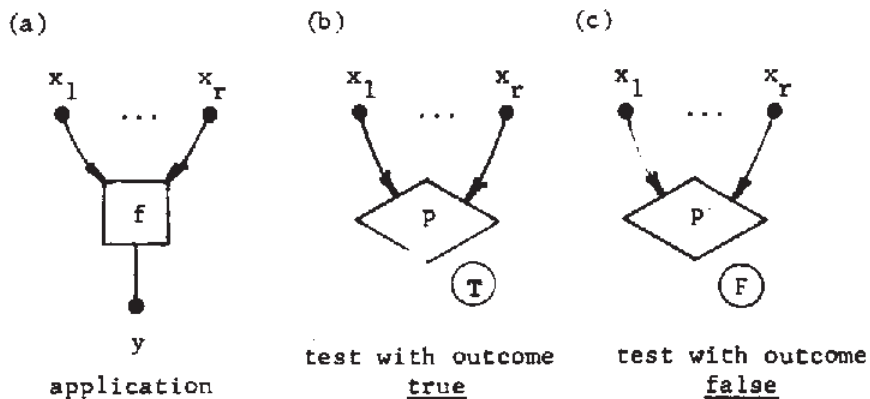 (a)
x1 ... xr
f
y
application
(b)
x1 ... xr
p
T
test with outcome
true
(c)
x1 ... xr
p
F
test with outcome
false